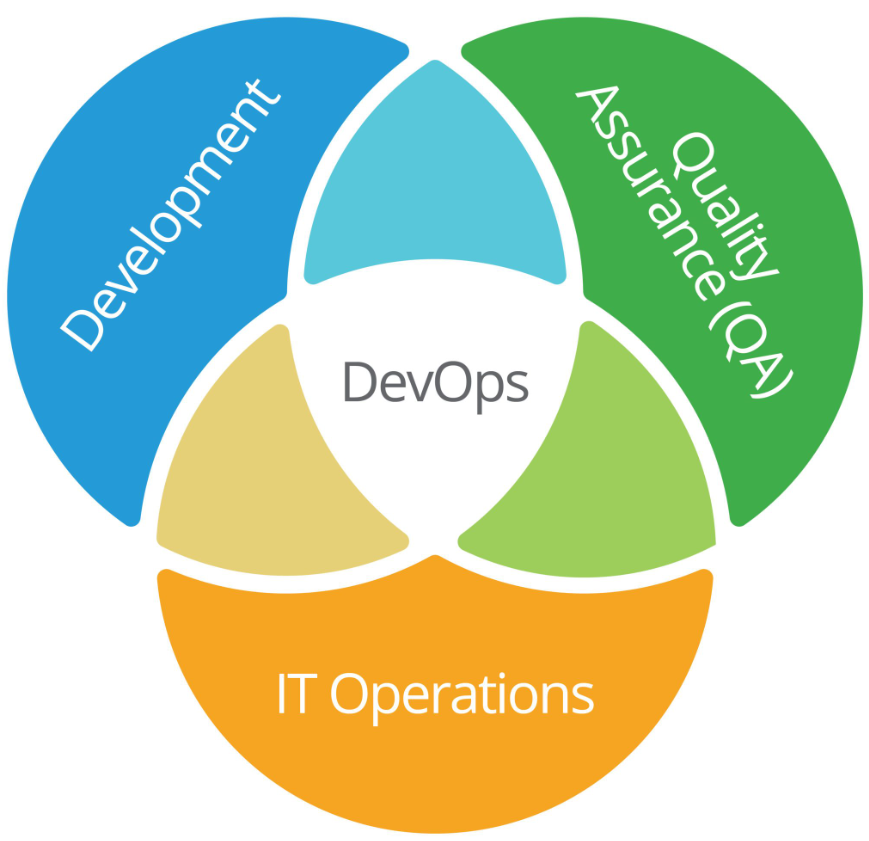 Development
Quality
Assurance (QA)
DevOps
IT Operations